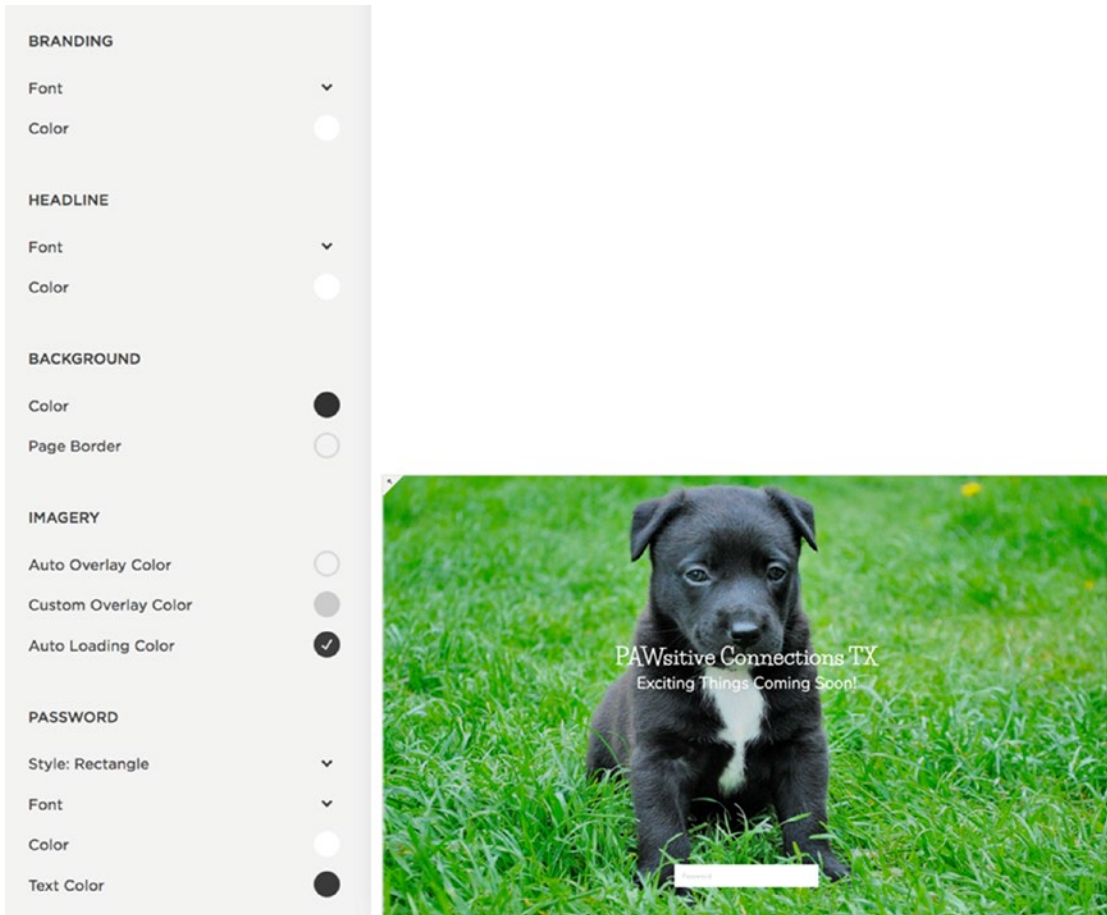 BRANDING
Font
Color
HEADLINE
Font
Color
BACKGROUND
Color
Page Border
IMAGERY
Auto Overlay Color
Custom Overlay Color
Auto Loading Color
PASSWORD
Style: Rectangle
Font
Color
Text Color
PAWsitive Connections TX
Exciting Things Coming Soon!
Password